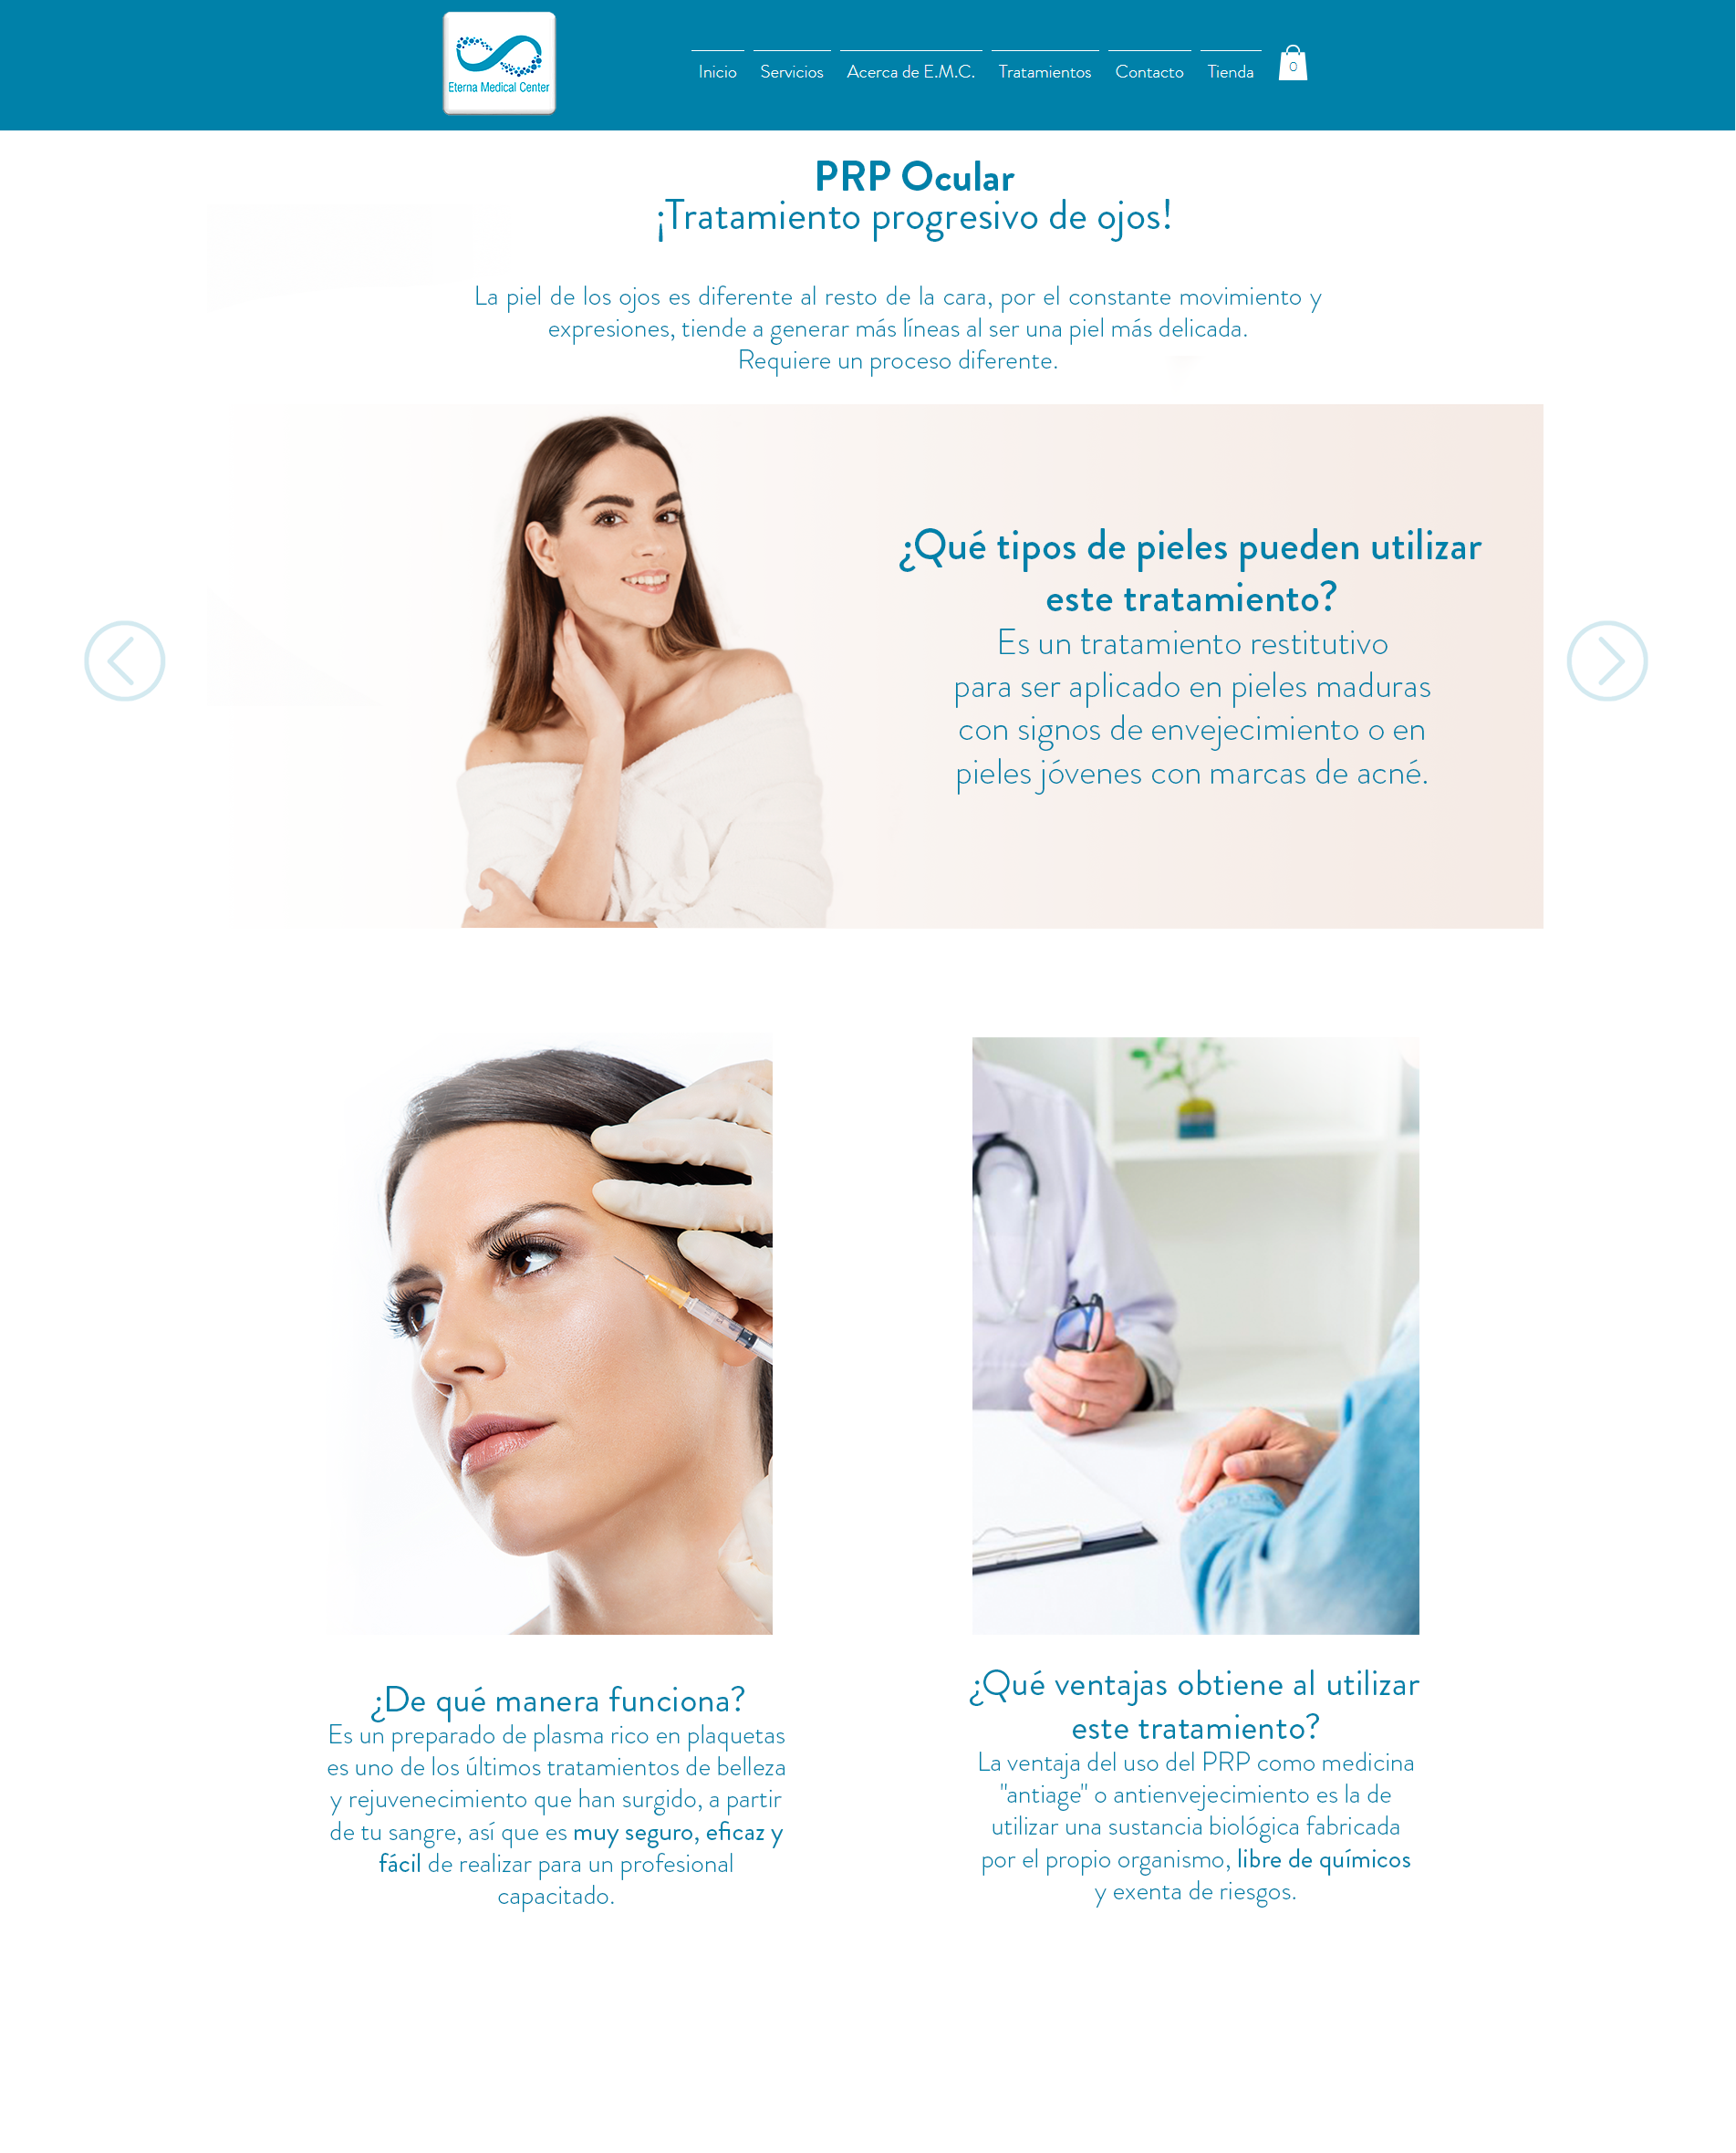 Eterna Medical Center
Inicio
Servicios
Acerca de E.M.C.
Tratamientos
Contacto
Tienda
0
PRP Ocular
¡Tratamiento progresivo de ojos!
La piel de los ojos es diferente al resto de la cara, por el constante movimiento y
expresiones, tiende a generar más líneas al ser una piel más delicada.
Requiere un proceso diferente.
¿Qué tipos de pieles pueden utilizar
este tratamiento?
Es un tratamiento restitutivo
para ser aplicado en pieles maduras
con signos de envejecimiento o en
pieles jóvenes con marcas de acné.
¿De qué manera funciona?
Es un preparado de plasma rico en plaquetas
es uno de los últimos tratamientos de belleza
y rejuvenecimiento que han surgido, a partir
de tu sangre, así que es muy seguro, eficaz y
fácil de realizar para un profesional
capacitado.
¿Qué ventajas obtiene al utilizar
este tratamiento?
La ventaja del uso del PRP como medicina
"antiage" o antienvejecimiento es la de
utilizar una sustancia biológica fabricada
por el propio organismo, libre de químicos
y exenta de riesgos.